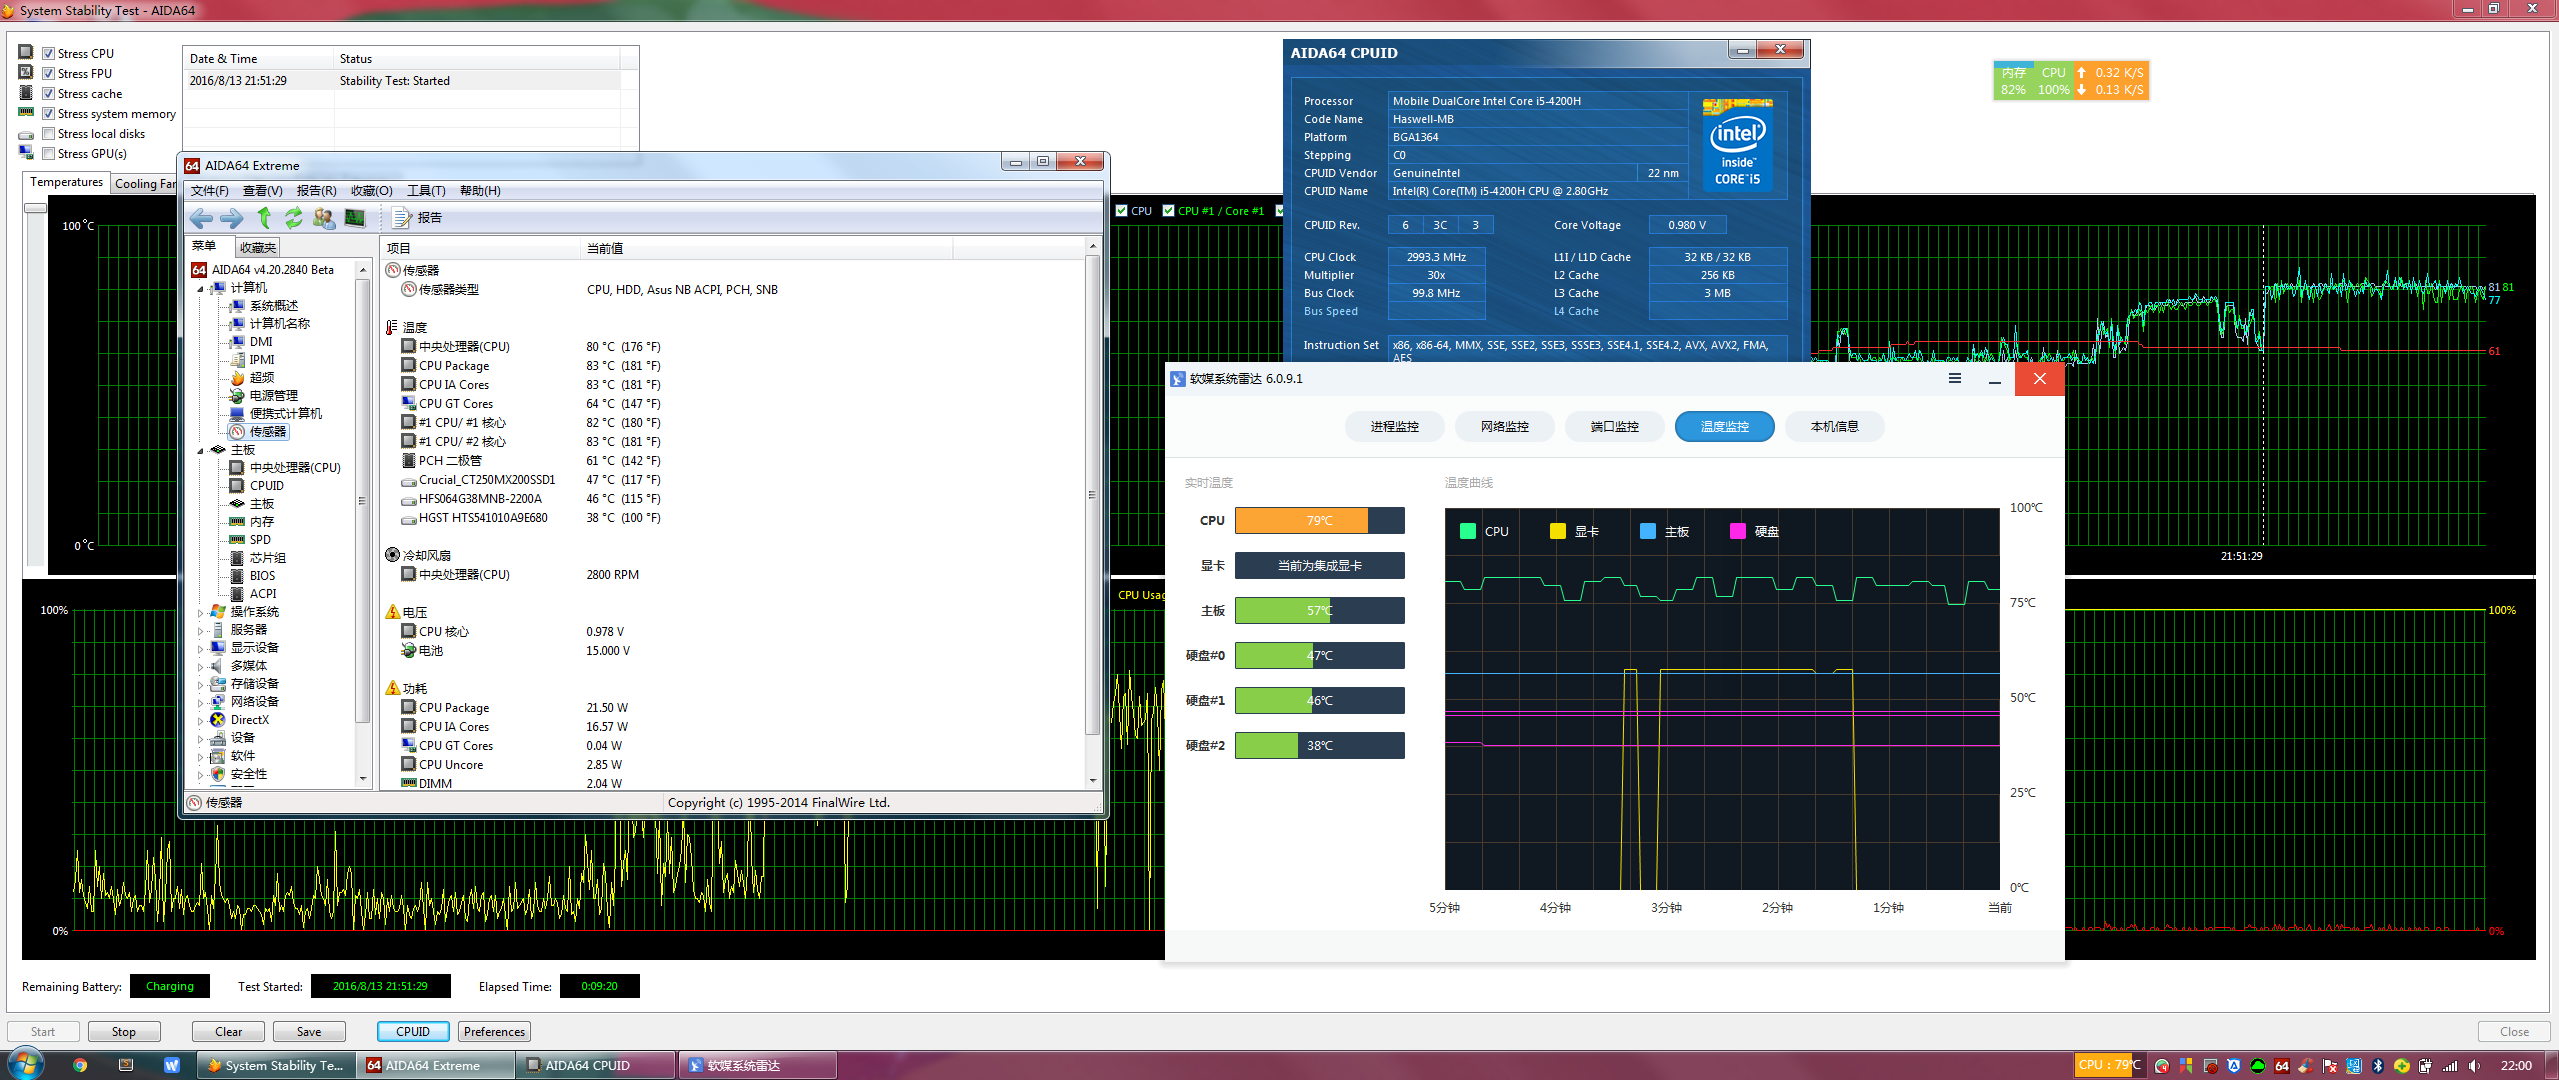 System Stability Test - AIDA64
Stress CPU
Stress FPU
Stress cache
Stress system memory
Stress local disks
Stress GPU(s)
Date & Time Status
2016/8/13 21:51:29 Stability Test: Started
Temperatures Cooling Fan
100°C
0°C
100%
0%
AIDA64 Extreme
文件(F) 查看(V) 报告(R) 收藏(O) 工具(T) 帮助(H)
报告
菜单 收藏夹
AIDA64 v4.20.2840 Beta
计算机
系统概述
计算机名称
DMI
IPMI
超频
电源管理
便携式计算机
传感器
主板
中央处理器(CPU)
CPUID
主板
内存
SPD
芯片组
BIOS
ACPI
操作系统
服务器
显示设备
多媒体
存储设备
网络设备
DirectX
设备
软件
安全性
项目 当前值
传感器
传感器类型 CPU, HDD, Asus NB ACPI, PCH, SNB
温度
中央处理器(CPU) 80 °C (176 °F)
CPU Package 83 °C (181 °F)
CPU IA Cores 83 °C (181 °F)
CPU GT Cores 64 °C (147 °F)
#1 CPU/ #1 核心 82 °C (180 °F)
#1 CPU/ #2 核心 83 °C (181 °F)
PCH 二极管 61 °C (142 °F)
Crucial_CT250MX200SSD1 47 °C (117 °F)
HFS064G38MNB-2200A 46 °C (115 °F)
HGST HTS541010A9E680 38 °C (100 °F)
冷却风扇
中央处理器(CPU) 2800 RPM
电压
CPU 核心 0.978 V
电池 15.000 V
功耗
CPU Package 21.50 W
CPU IA Cores 16.57 W
CPU GT Cores 0.04 W
CPU Uncore 2.85 W
DIMM 2.04 W
传感器 Copyright (c) 1995-2014 FinalWire Ltd.
CPU CPU #1 / Core #1
CPU Usag
AIDA64 CPUID
Processor Mobile DualCore Intel Core i5-4200H
Code Name Haswell-MB
Platform BGA1364
Stepping C0
CPUID Vendor GenuineIntel 22 nm
CPUID Name Intel(R) Core(TM) i5-4200H CPU @ 2.80GHz
intel
inside™
CORE™i5
CPUID Rev. 6 3C 3 Core Voltage 0.980 V
CPU Clock 2993.3 MHz L1I / L1D Cache 32 KB / 32 KB
Multiplier 30x L2 Cache 256 KB
Bus Clock 99.8 MHz L3 Cache 3 MB
Bus Speed L4 Cache
Instruction Set x86, x86-64, MMX, SSE, SSE2, SSE3, SSSE3, SSE4.1, SSE4.2, AVX, AVX2, FMA,
AES
内存 CPU 0.32 K/S
82% 100% 0.13 K/S
81 81
77
61
21:51:29
100%
0%
软媒系统雷达 6.0.9.1
进程监控 网络监控 端口监控 温度监控 本机信息
实时温度
CPU 79℃
显卡 当前为集成显卡
主板 57℃
硬盘#0 47℃
硬盘#1 46℃
硬盘#2 38℃
温度曲线
CPU 显卡 主板 硬盘
100℃
75℃
50℃
25℃
0℃
5分钟 4分钟 3分钟 2分钟 1分钟 当前
Remaining Battery: Charging Test Started: 2016/8/13 21:51:29 Elapsed Time: 0:09:20
Start Stop Clear Save CPUID Preferences Close
System Stability Te... AIDA64 Extreme AIDA64 CPUID 软媒系统雷达 CPU : 79℃ 22:00